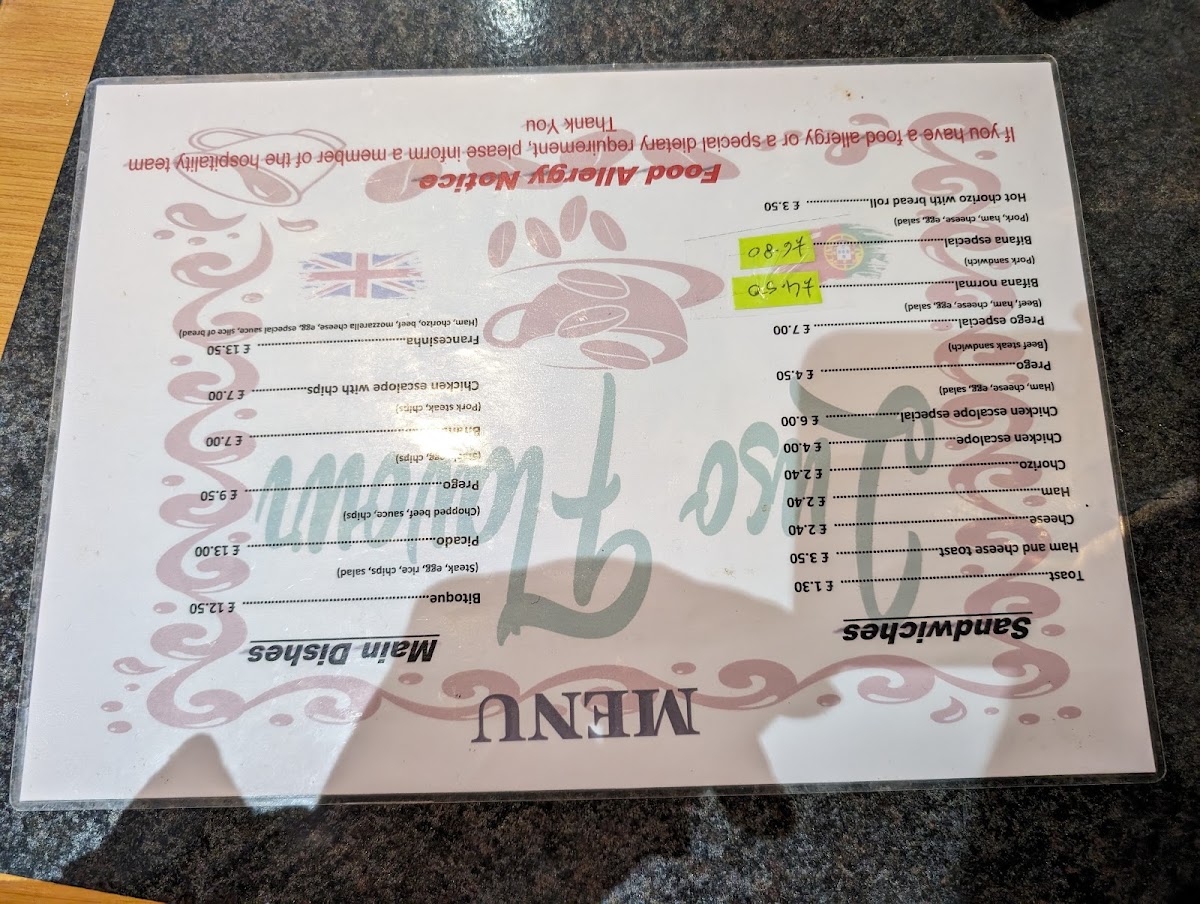 MENU
Sandwiches
Toast................................................ £ 1.30
Ham and cheese toast........................ £ 3.50
Cheese.............................................. £ 2.40
Ham.................................................. £ 2.40
Chorizo............................................. £ 2.40
Chicken escalope............................... £ 4.00
Chicken escalope especial.................. £ 6.00
(Ham, cheese, egg, salad)
Prego................................................ £ 4.50
(Beef steak sandwich)
Prego especial................................... £ 7.00
(Beef, ham, cheese, egg, salad)
Bifana normal.................................... £4.50
(Pork sandwich)
Bifana especial.................................. £6.80
(Pork, ham, cheese, egg, salad)
Hot chorizo with bread roll................. £ 3.50
Main Dishes
Bitoque............................................. £ 12.50
(Steak, egg, rice, chips, salad)
Picado............................................... £ 13.00
(Chopped beef, sauce, chips)
Prego................................................ £ 9.50
egg, chips)
£ 7.00
(Pork steak, chips)
Chicken escalope with chips............... £ 7.00
Francesinha....................................... £ 13.50
(Ham, chorizo, beef, mozzarella cheese, egg, especial sauce, slice of bread)
Luso Flavour
Food Allergy Notice
If you have a food allergy or a special dietary requirement, please inform a member of the hospitality team
Thank You